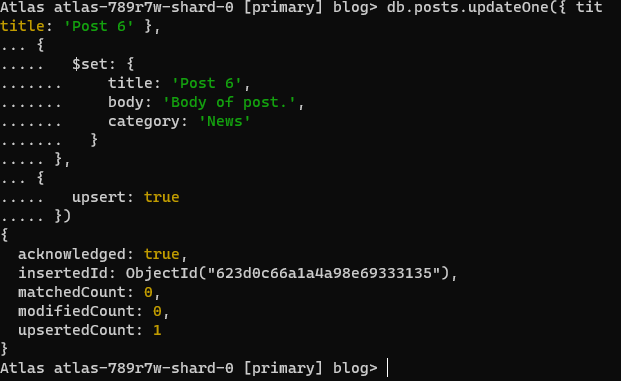 Atlas atlas-789r7w-shard-0 [primary] blog> db.posts.updateOne({ tit
title: 'Post 6' },
... {
.....   $set: {
.......     title: 'Post 6',
.......     body: 'Body of post.',
.......     category: 'News'
.......   }
..... },
... {
.....   upsert: true
..... })
{
  acknowledged: true,
  insertedId: ObjectId("623d0c66a1a4a98e69333135"),
  matchedCount: 0,
  modifiedCount: 0,
  upsertedCount: 1
}
Atlas atlas-789r7w-shard-0 [primary] blog>